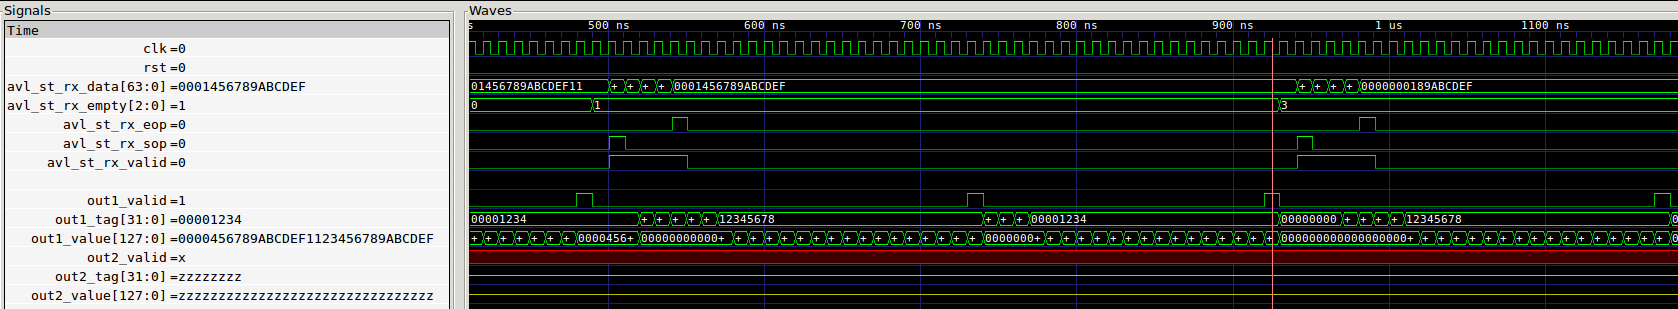 Signals
Waves
Time
s 500 ns 600 ns 700 ns 800 ns 900 ns 1 us 1100 ns
clk=0
rst=0
avl_st_rx_data[63:0]=0001456789ABCDEF 01456789ABCDEF11 + + + + 0001456789ABCDEF + + + + 0000000189ABCDEF
avl_st_rx_empty[2:0]=1 0 1 3
avl_st_rx_eop=0
avl_st_rx_sop=0
avl_st_rx_valid=0
out1_valid=1
out1_tag[31:0]=00001234 00001234 + + + + + 12345678 + + + 00001234 00000000 + + + + 12345678 0
out1_value[127:0]=0000456789ABCDEF1123456789ABCDEF + + + + + + + 0000456+ 00000000000+ + + + + + + + + + + + + + + + + 0000000+ + + + + + + + + + + + + + + + 0000000000000000+ + + + + + + + + + + + + + + + + 0
out2_valid=x
out2_tag[31:0]=zzzzzzzz
out2_value[127:0]=zzzzzzzzzzzzzzzzzzzzzzzzzzzzzzzz